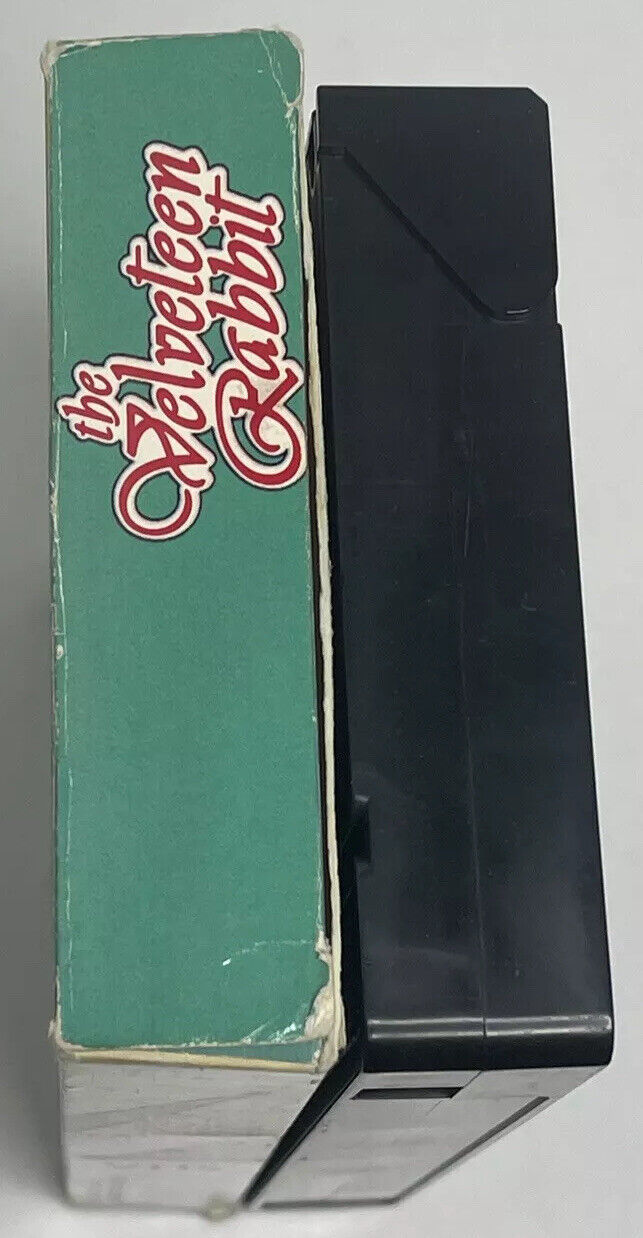 the Velveteen
Rabbit